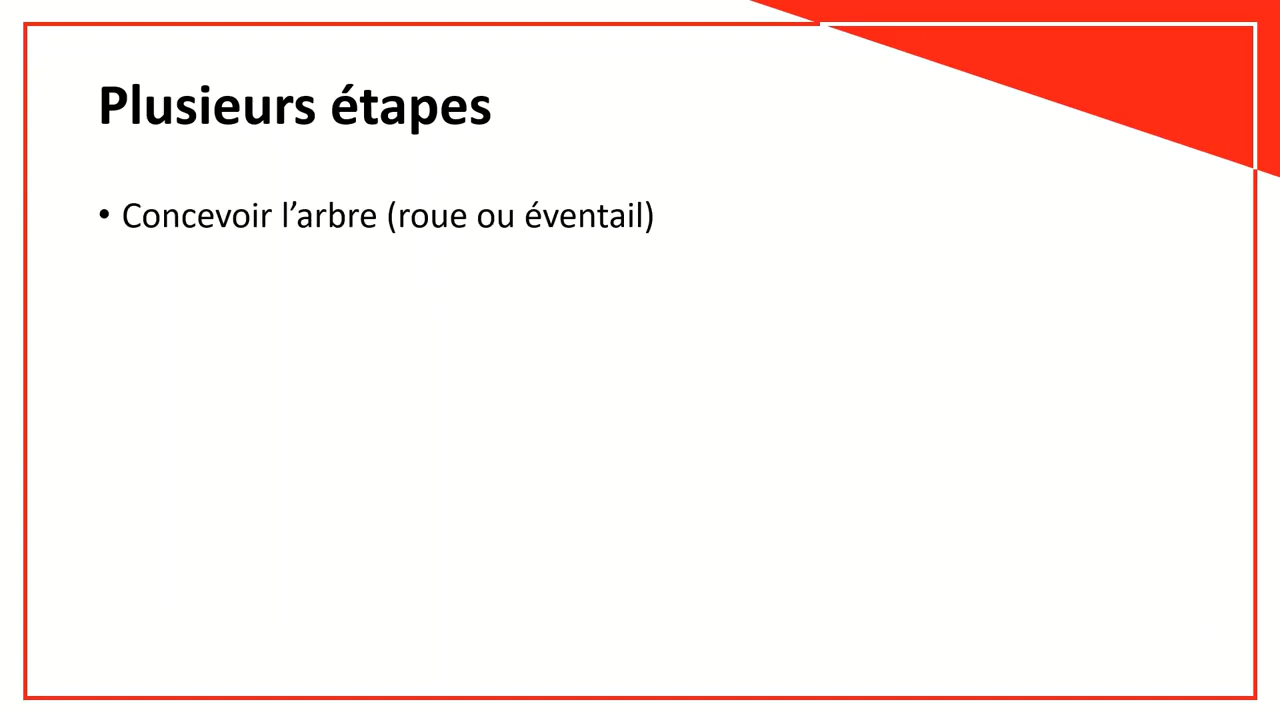 Plusieurs étapes
• Concevoir l’arbre (roue ou éventail)